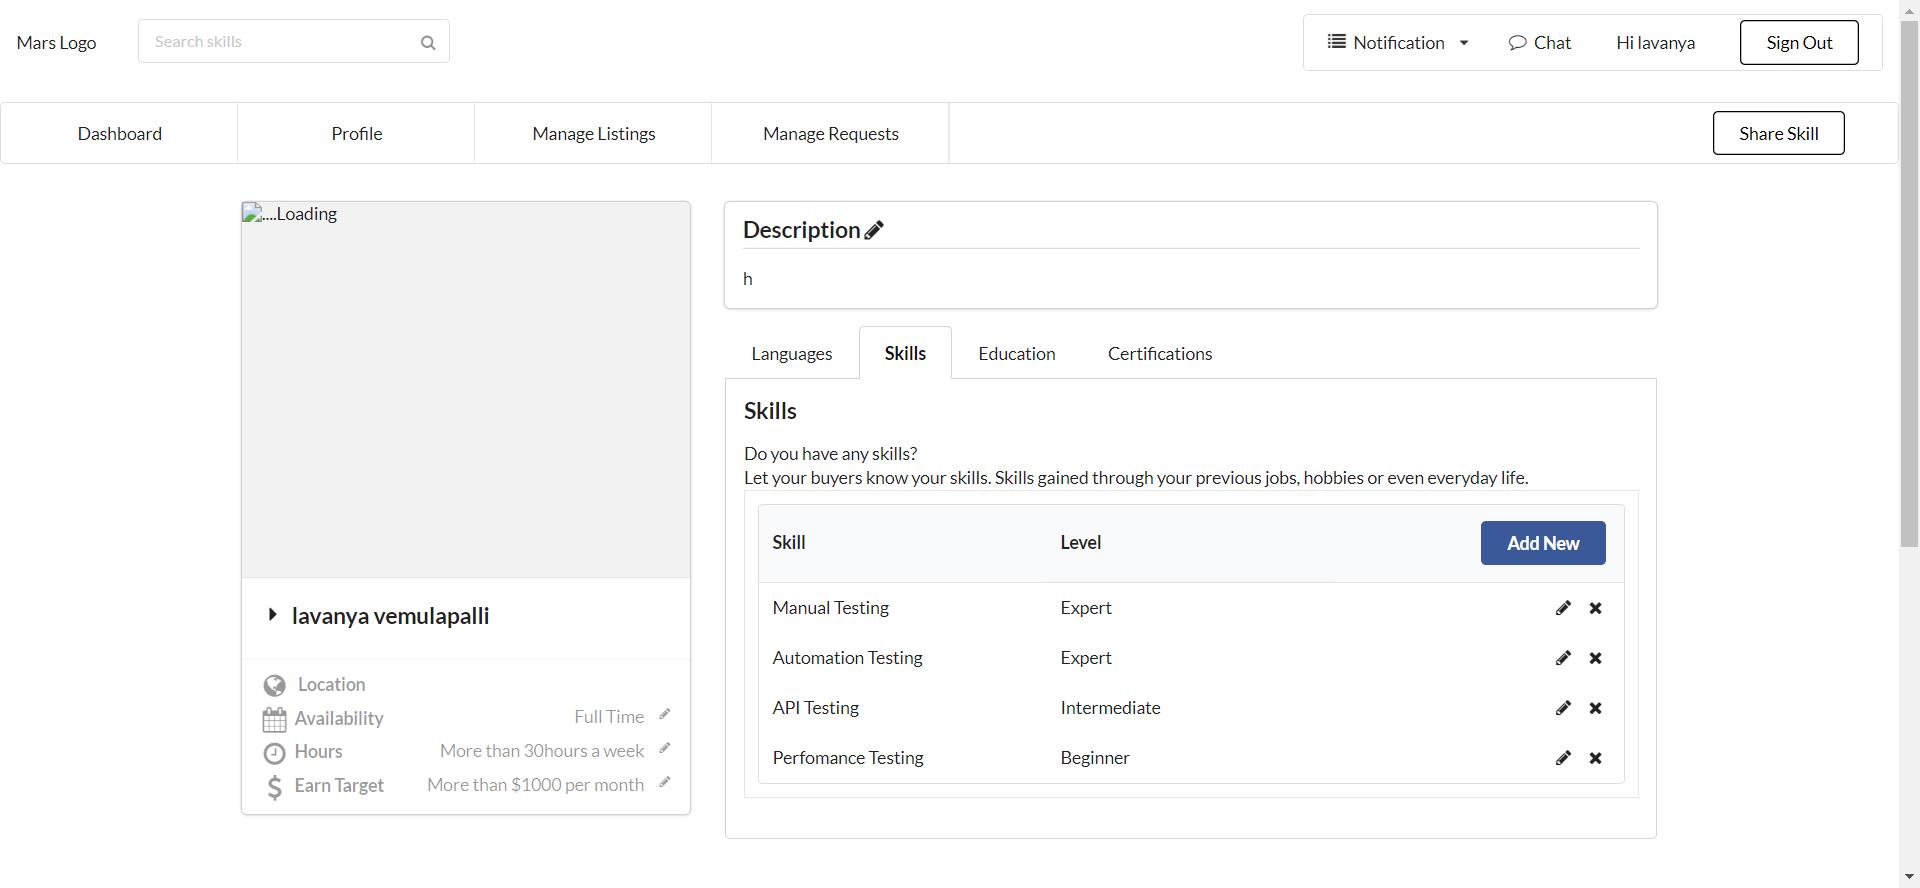 Mars Logo
Search skills
Notification
Chat
Hi lavanya
Sign Out
Dashboard
Profile
Manage Listings
Manage Requests
Share Skill
....Loading
lavanya vemulapalli
Location
Availability Full Time
Hours More than 30hours a week
Earn Target More than $1000 per month
Description
h
Languages
Skills
Education
Certifications
Skills
Do you have any skills?
Let your buyers know your skills. Skills gained through your previous jobs, hobbies or even everyday life.
Skill Level Add New
Manual Testing Expert
Automation Testing Expert
API Testing Intermediate
Perfomance Testing Beginner